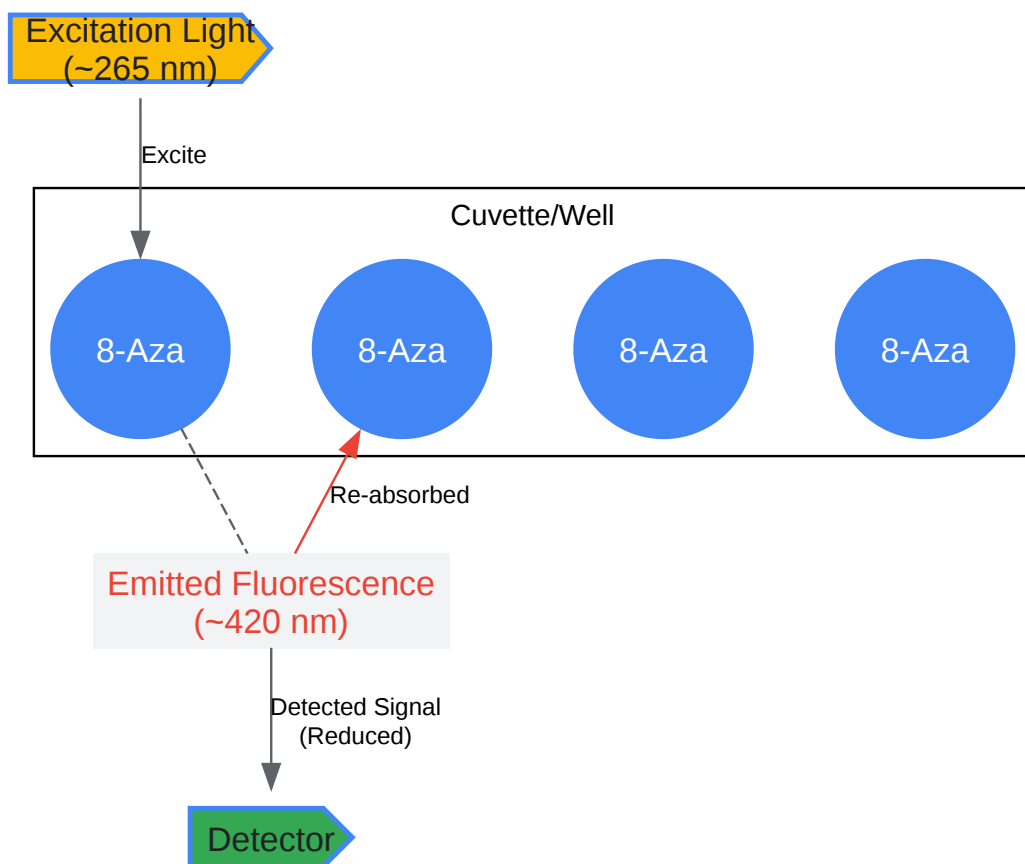 Excitation Light
(~265 nm)
Excite
Cuvette/Well
8-Aza
8-Aza
8-Aza
8-Aza
Re-absorbed
Emitted Fluorescence
(~420 nm)
Detected Signal
(Reduced)
Detector